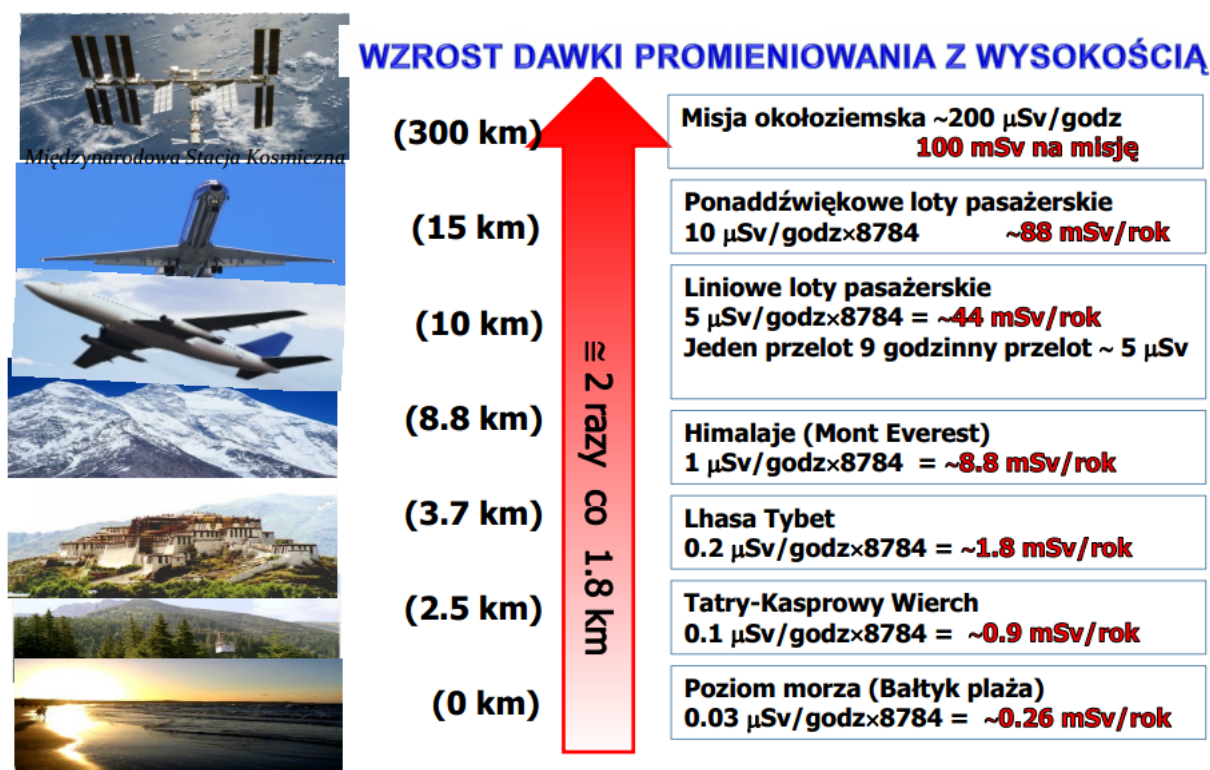 WZROST DAWKI PROMIENIOWANIA Z WYSOKOŚCIĄ
Międzynarodowa Stacja Kosmiczna
(300 km)
Misja okołoziemska ~200 μSv/godz
100 mSv na misję
(15 km)
Ponaddźwiękowe loty pasażerskie
10 μSv/godz×8784 ~88 mSv/rok
(10 km)
Liniowe loty pasażerskie
5 μSv/godz×8784 = ~44 mSv/rok
Jeden przelot 9 godzinny przelot ~ 5 μSv
(8.8 km)
Himalaje (Mont Everest)
1 μSv/godz×8784 = ~8.8 mSv/rok
(3.7 km)
Lhasa Tybet
0.2 μSv/godz×8784 = ~1.8 mSv/rok
(2.5 km)
Tatry-Kasprowy Wierch
0.1 μSv/godz×8784 = ~0.9 mSv/rok
(0 km)
Poziom morza (Bałtyk plaża)
0.03 μSv/godz×8784 = ~0.26 mSv/rok
≅ 2 razy co 1.8 km